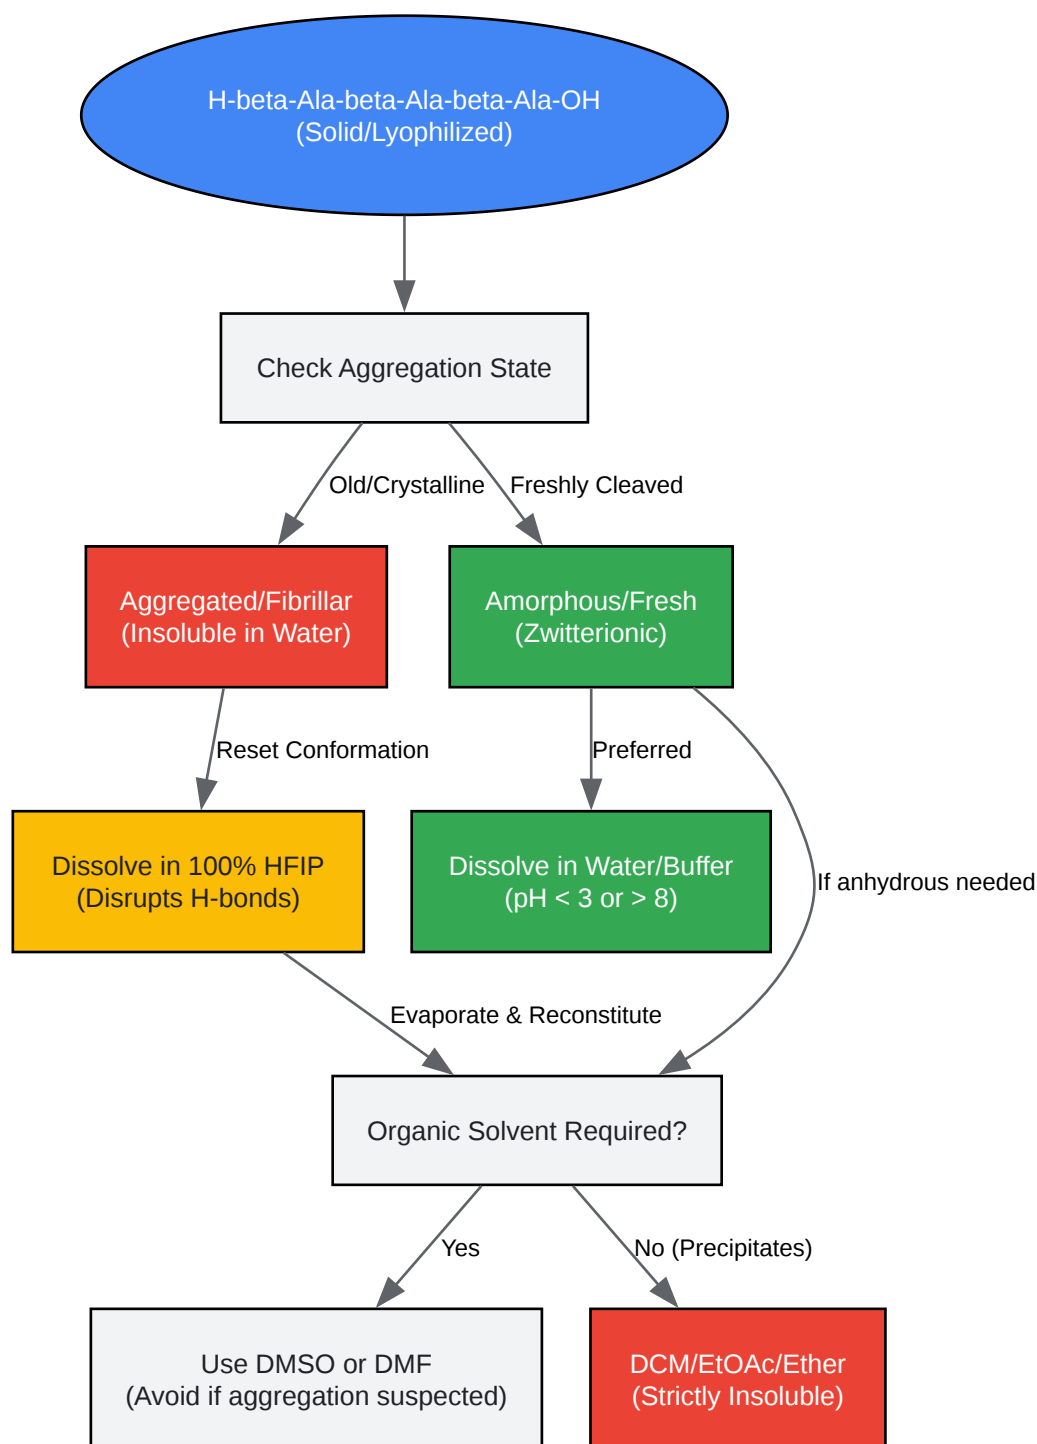 H-beta-Ala-beta-Ala-beta-Ala-OH
(Solid/Lyophilized)
Check Aggregation State
Old/Crystalline
Freshly Cleaved
Aggregated/Fibrillar
(Insoluble in Water)
Amorphous/Fresh
(Zwitterionic)
Reset Conformation
Preferred
Dissolve in 100% HFIP
(Disrupts H-bonds)
Dissolve in Water/Buffer
(pH < 3 or > 8)
If anhydrous needed
Evaporate & Reconstitute
Organic Solvent Required?
Yes
No (Precipitates)
Use DMSO or DMF
(Avoid if aggregation suspected)
DCM/EtOAc/Ether
(Strictly Insoluble)